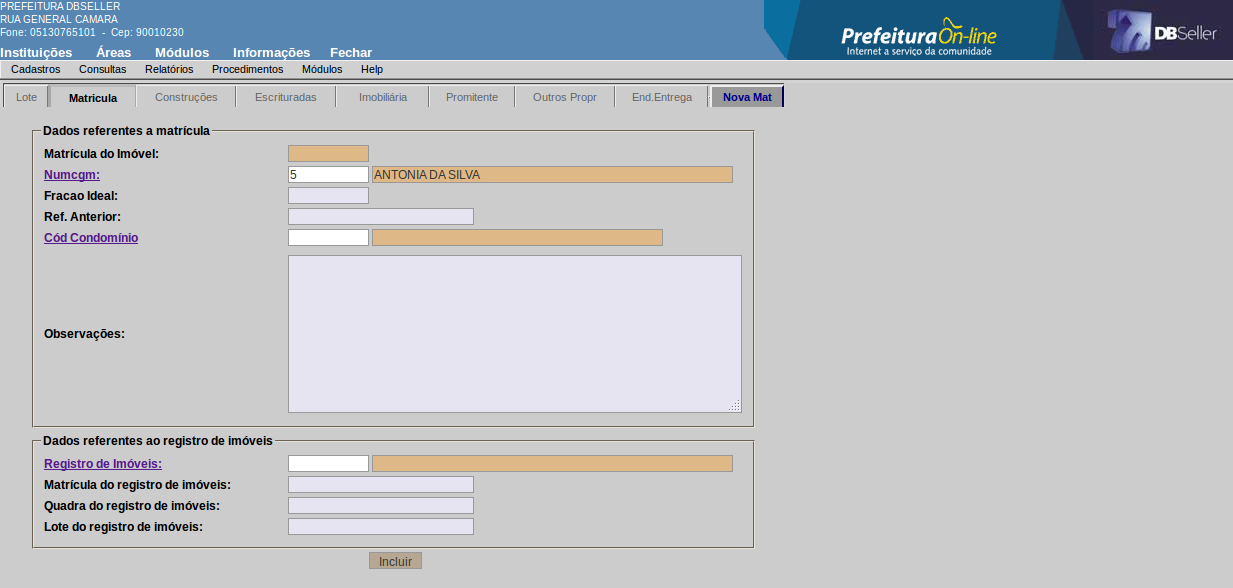 PREFEITURA DBSELLER
RUA GENERAL CAMARA
Fone: 05130765101 - Cep: 90010230
Instituições Áreas Módulos Informações Fechar
Prefeitura On-line
Internet a serviço da comunidade
DBSeller
Cadastros Consultas Relatórios Procedimentos Módulos Help
Lote Matricula Construções Escrituradas Imobiliária Promitente Outros Propr End.Entrega Nova Mat
Dados referentes a matrícula
Matrícula do Imóvel:
Numcgm: 5 ANTONIA DA SILVA
Fracao Ideal:
Ref. Anterior:
Cód Condomínio
Observações:
Dados referentes ao registro de imóveis
Registro de Imóveis:
Matrícula do registro de imóveis:
Quadra do registro de imóveis:
Lote do registro de imóveis:
Incluir